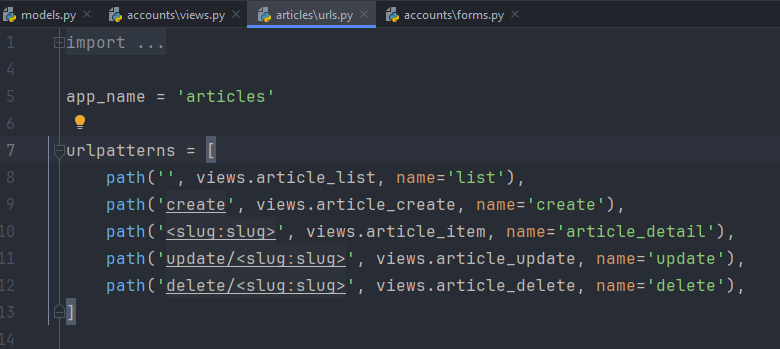 models.py × accounts\views.py × articles\urls.py × accounts\forms.py ×
1 import ...
4
5 app_name = 'articles'
6
7 urlpatterns = [
8 path('', views.article_list, name='list'),
9 path('create', views.article_create, name='create'),
10 path('<slug:slug>', views.article_item, name='article_detail'),
11 path('update/<slug:slug>', views.article_update, name='update'),
12 path('delete/<slug:slug>', views.article_delete, name='delete'),
13 ]
14